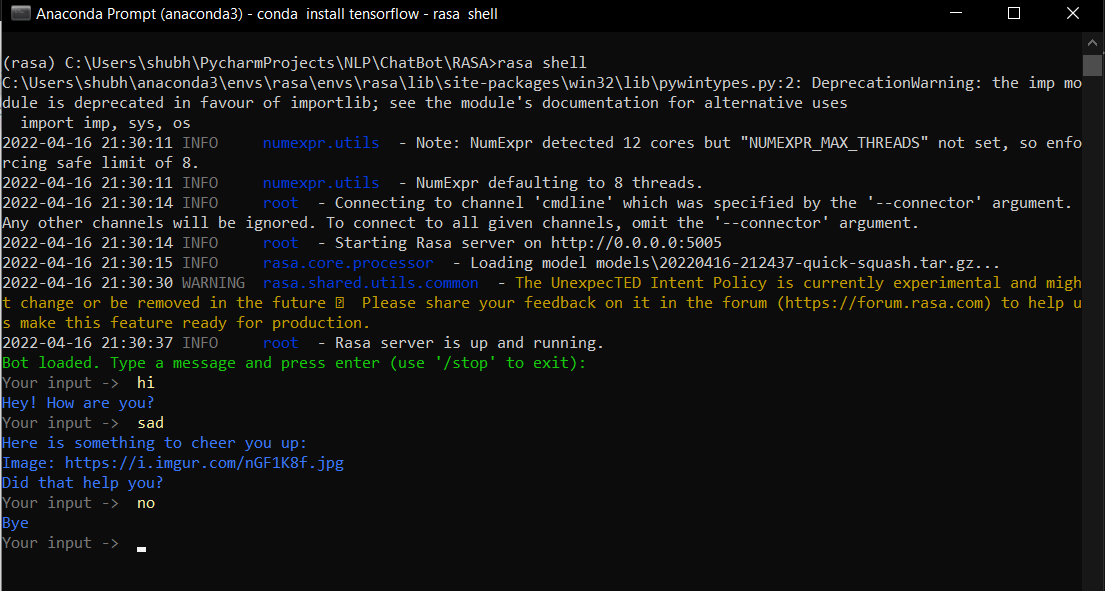 Anaconda Prompt (anaconda3) - conda  install tensorflow - rasa  shell
(rasa) C:\Users\shubh\PycharmProjects\NLP\ChatBot\RASA>rasa shell
C:\Users\shubh\anaconda3\envs\rasa\envs\rasa\lib\site-packages\win32\lib\pywintypes.py:2: DeprecationWarning: the imp mo
dule is deprecated in favour of importlib; see the module's documentation for alternative uses
  import imp, sys, os
2022-04-16 21:30:11 INFO     numexpr.utils  - Note: NumExpr detected 12 cores but "NUMEXPR_MAX_THREADS" not set, so enfo
rcing safe limit of 8.
2022-04-16 21:30:11 INFO     numexpr.utils  - NumExpr defaulting to 8 threads.
2022-04-16 21:30:14 INFO     root  - Connecting to channel 'cmdline' which was specified by the '--connector' argument.
Any other channels will be ignored. To connect to all given channels, omit the '--connector' argument.
2022-04-16 21:30:14 INFO     root  - Starting Rasa server on http://0.0.0.0:5005
2022-04-16 21:30:15 INFO     rasa.core.processor  - Loading model models\20220416-212437-quick-squash.tar.gz...
2022-04-16 21:30:30 WARNING  rasa.shared.utils.common  - The UnexpecTED Intent Policy is currently experimental and migh
t change or be removed in the future  Please share your feedback on it in the forum (https://forum.rasa.com) to help u
s make this feature ready for production.
2022-04-16 21:30:37 INFO     root  - Rasa server is up and running.
Bot loaded. Type a message and press enter (use '/stop' to exit):
Your input ->  hi
Hey! How are you?
Your input ->  sad
Here is something to cheer you up:
Image: https://i.imgur.com/nGF1K8f.jpg
Did that help you?
Your input ->  no
Bye
Your input ->